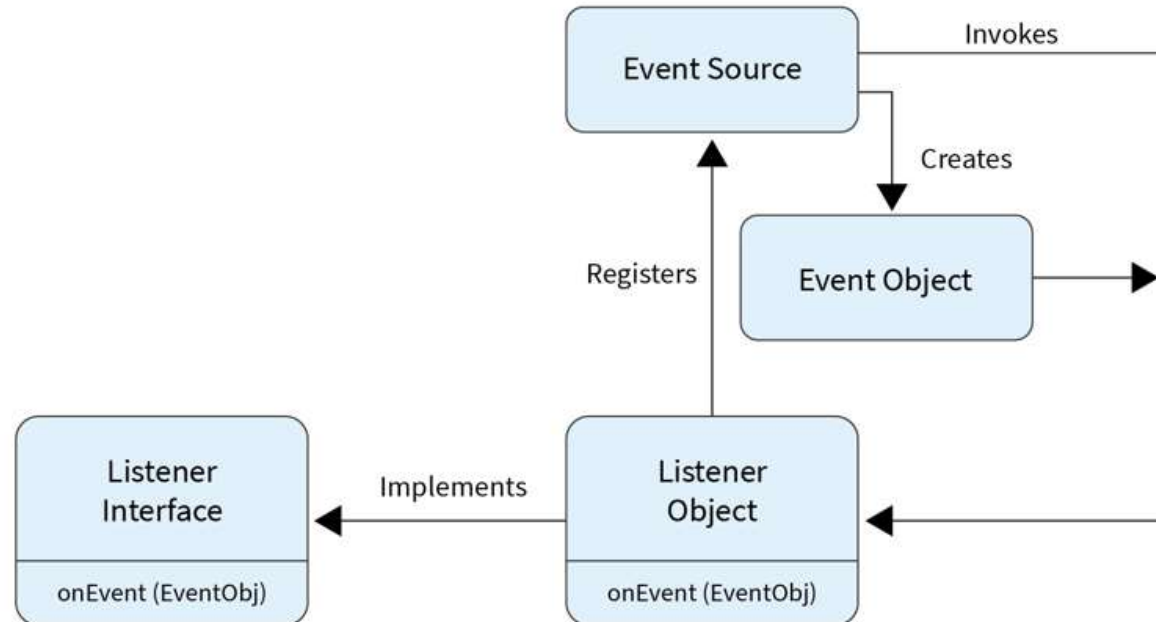 Invokes
Event Source
Creates
Registers
Event Object
Listener
Interface
Implements
Listener
Object
onEvent (EventObj)
onEvent (EventObj)